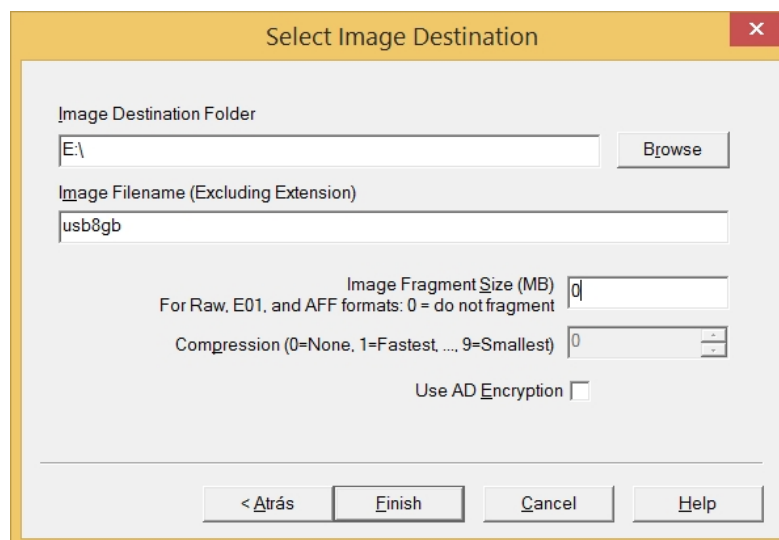 Select Image Destination
Image Destination Folder
E:\
Browse
Image Filename (Excluding Extension)
usb8gb
Image Fragment Size (MB)
0
For Raw, E01, and AFF formats: 0 = do not fragment
Compression (0=None, 1=Fastest, ..., 9=Smallest)
0
Use AD Encryption
< Atrás
Finish
Cancel
Help